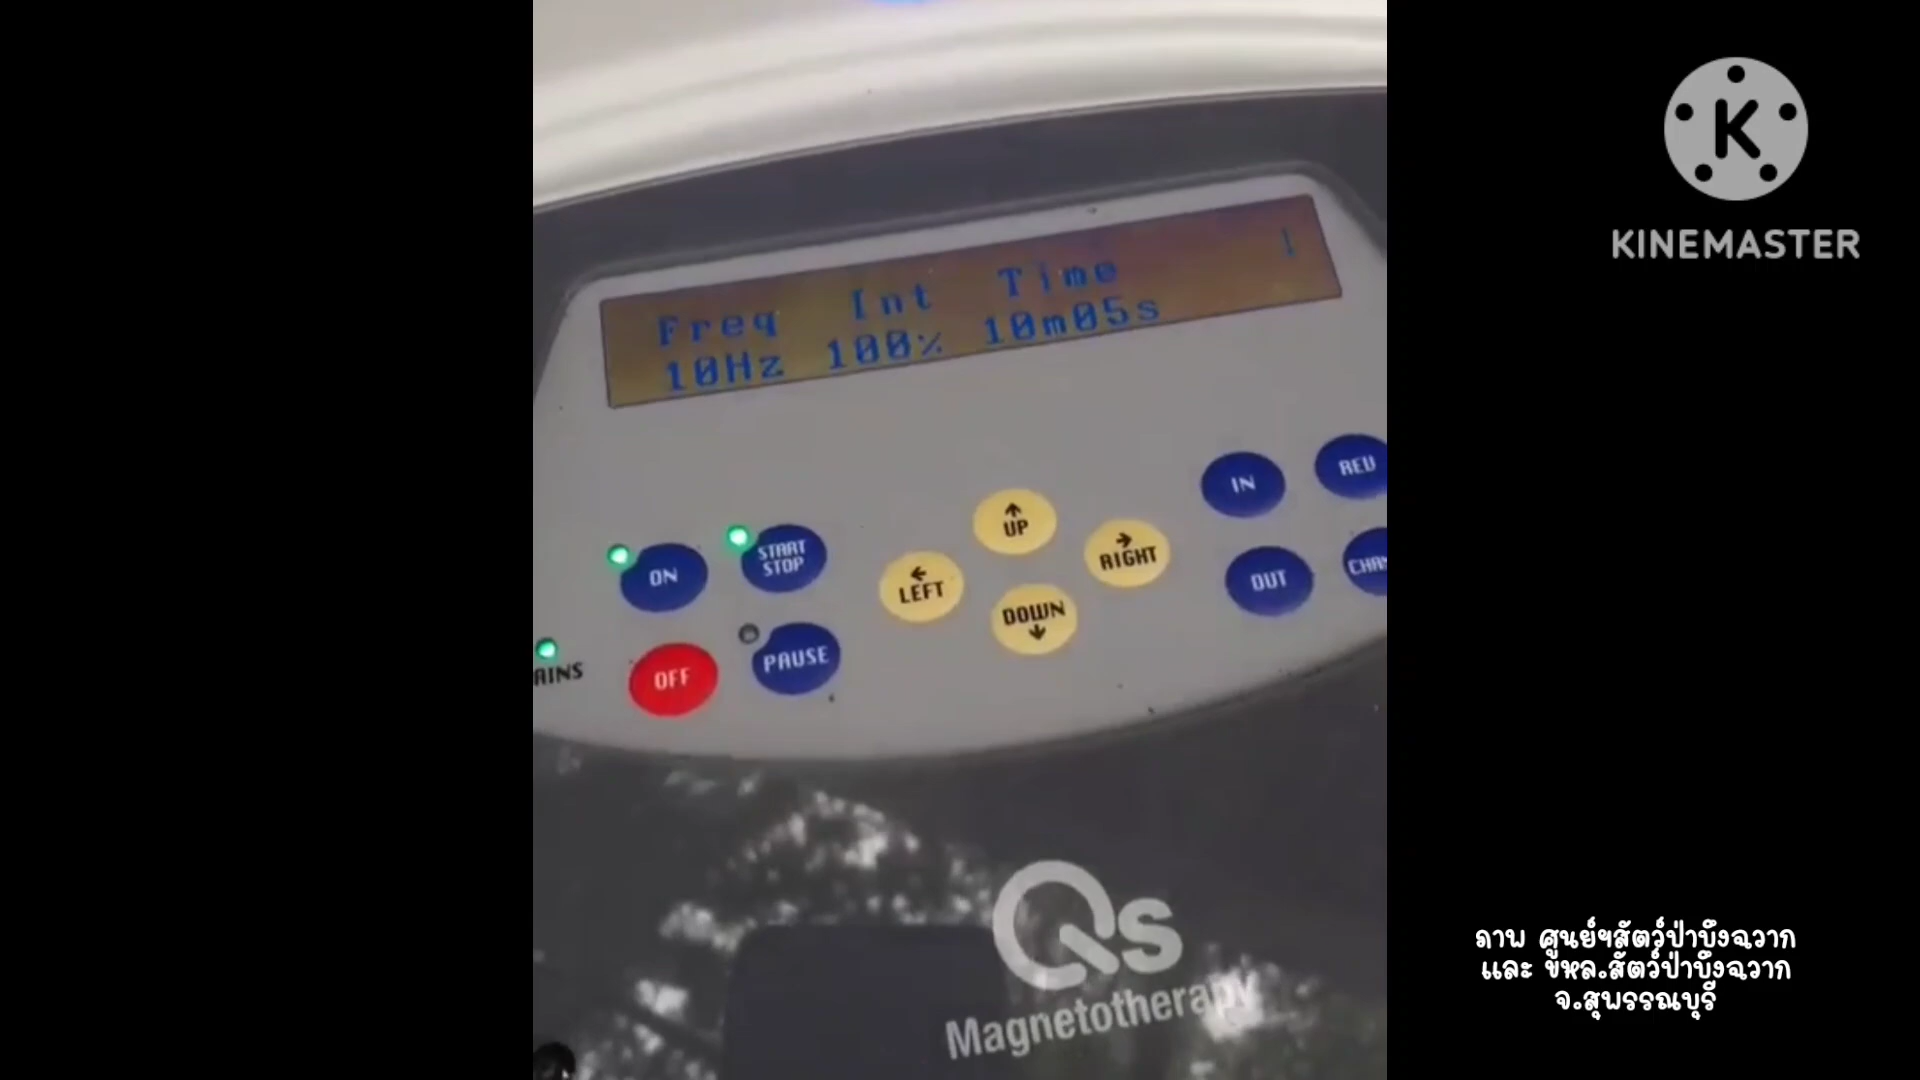 KINEMASTER
Freq Int Time
10Hz 100% 10m05s
ON
START
STOP
UP
LEFT
RIGHT
DOWN
IN
OUT
OFF
PAUSE
Qs
Magnetotherapy
ภาพ ศูนย์ฯสัตว์ป่าบึงฉวาก
และ ขหล.สัตว์ป่าบึงฉวาก
จ.สุพรรณบุรี